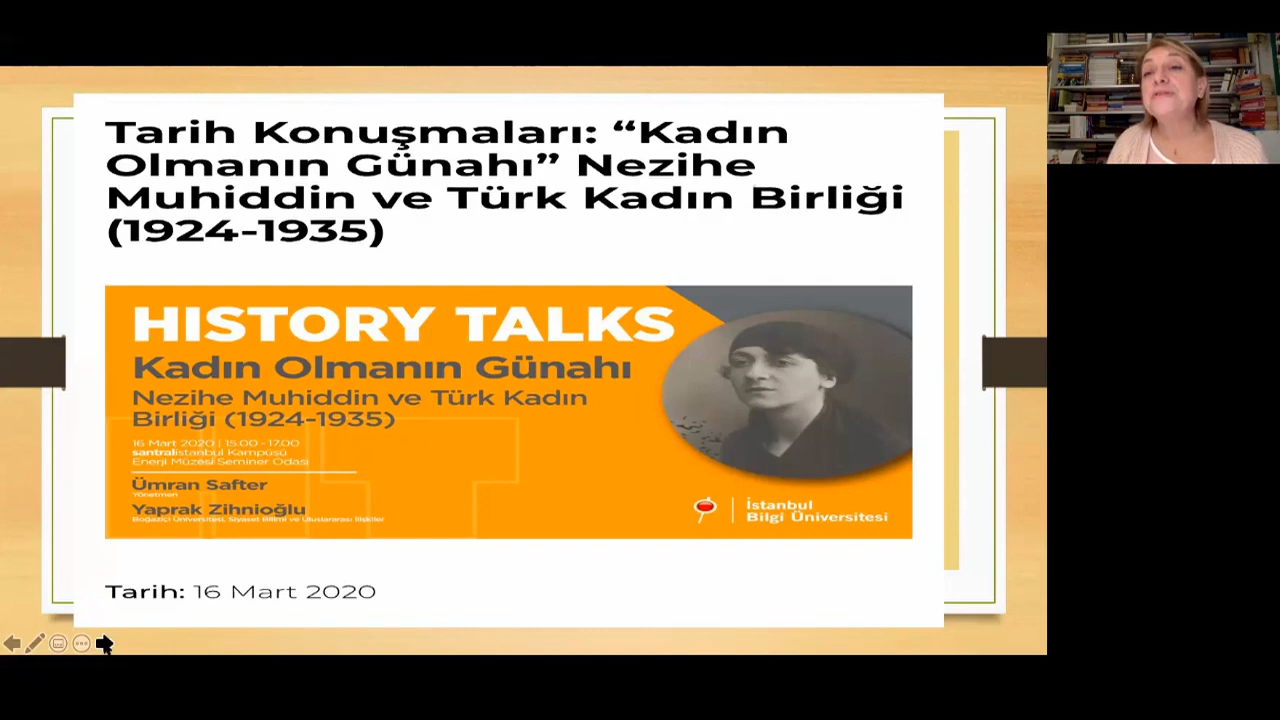 Tarih Konuşmaları: “Kadın
Olmanın Günahı” Nezihe
Muhiddin ve Türk Kadın Birliği
(1924-1935)
HISTORY TALKS
Kadın Olmanın Günahı
Nezihe Muhiddin ve Türk Kadın
Birliği (1924-1935)
16 Mart 2020 | 15.00 - 17.00
santralistanbul Kampüsü
Enerji Müzesi Seminer Odası
Ümran Safter
Yönetmen
Yaprak Zihnioğlu
Boğaziçi Üniversitesi, Siyaset Bilimi ve Uluslararası İlişkiler
İstanbul
Bilgi Üniversitesi
Tarih: 16 Mart 2020